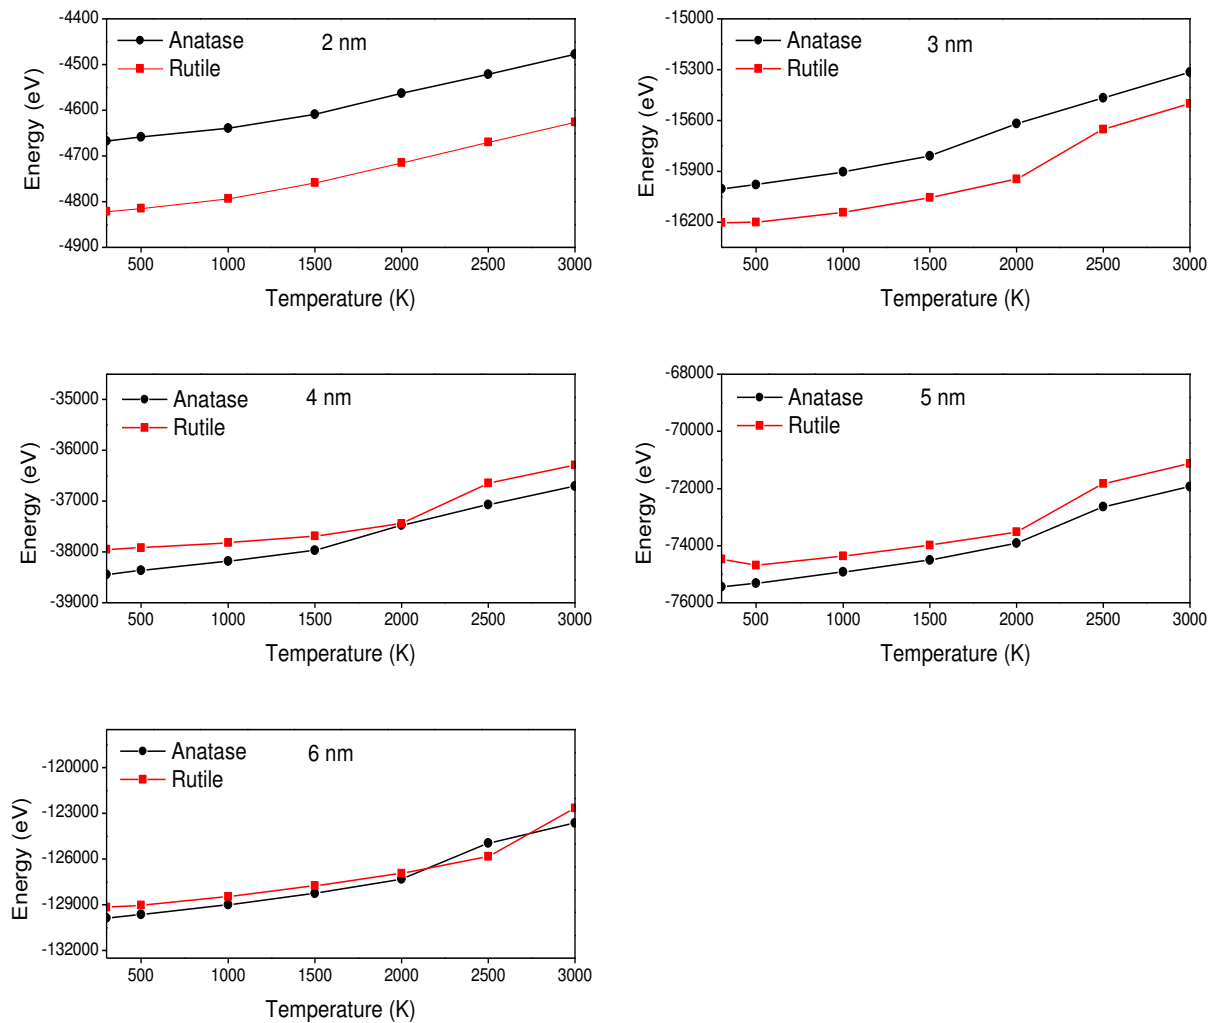 Anatase
Rutile
2 nm
-4400
-4500
-4600
-4700
-4800
-4900
Energy (eV)
500 1000 1500 2000 2500 3000
Temperature (K)
Anatase
Rutile
3 nm
-15000
-15300
-15600
-15900
-16200
Energy (eV)
500 1000 1500 2000 2500 3000
Temperature (K)
Anatase
Rutile
4 nm
-35000
-36000
-37000
-38000
-39000
Energy (eV)
500 1000 1500 2000 2500 3000
Temperature (K)
Anatase
Rutile
5 nm
-68000
-70000
-72000
-74000
-76000
Energy (eV)
500 1000 1500 2000 2500 3000
Temperature (K)
Anatase
Rutile
6 nm
-120000
-123000
-126000
-129000
-132000
Energy (eV)
500 1000 1500 2000 2500 3000
Temperature (K)